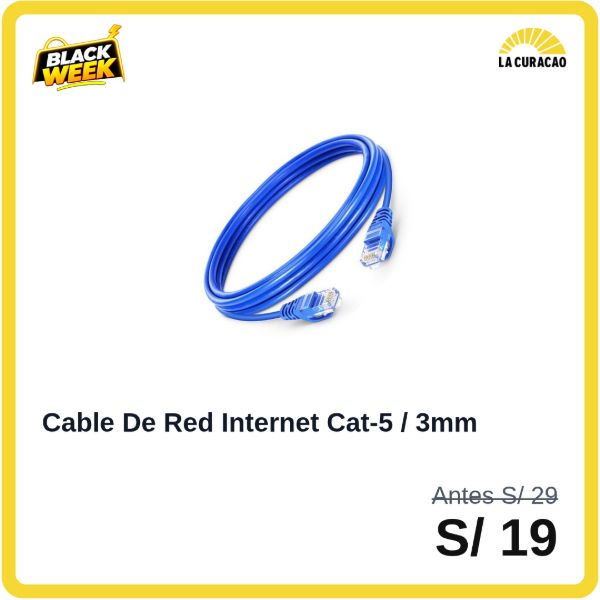 BLACK
WEEK
LA CURACAO
Cable De Red Internet Cat-5 / 3mm
Antes S/ 29
S/ 19